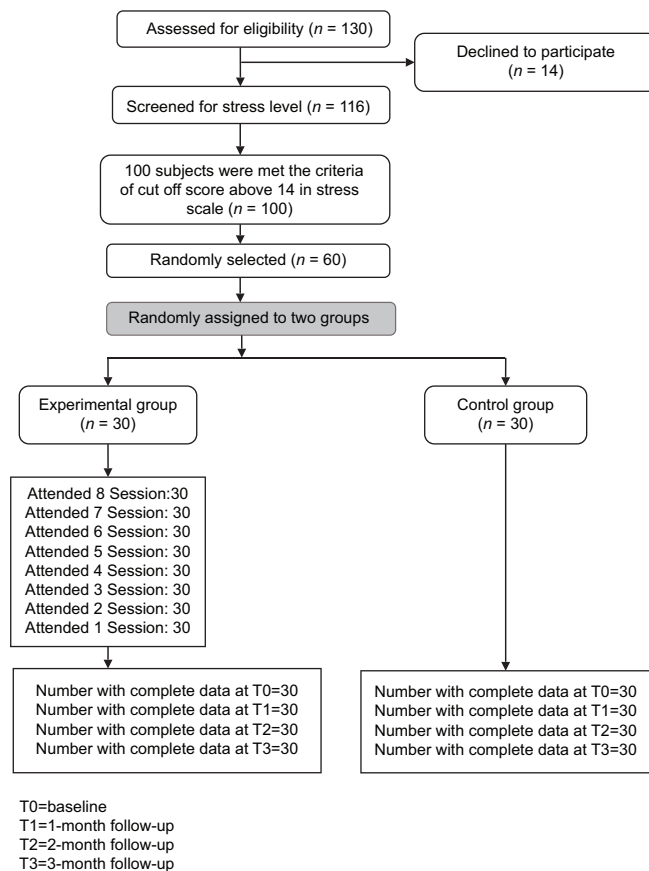 Assessed for eligibility (n = 130)
Declined to participate
(n = 14)
Screened for stress level (n = 116)
100 subjects were met the criteria
of cut off score above 14 in stress
scale (n = 100)
Randomly selected (n = 60)
Randomly assigned to two groups
Experimental group
(n = 30)
Control group
(n = 30)
Attended 8 Session:30
Attended 7 Session: 30
Attended 6 Session: 30
Attended 5 Session: 30
Attended 4 Session: 30
Attended 3 Session: 30
Attended 2 Session: 30
Attended 1 Session: 30
Number with complete data at T0=30
Number with complete data at T1=30
Number with complete data at T2=30
Number with complete data at T3=30
Number with complete data at T0=30
Number with complete data at T1=30
Number with complete data at T2=30
Number with complete data at T3=30
T0=baseline
T1=1-month follow-up
T2=2-month follow-up
T3=3-month follow-up